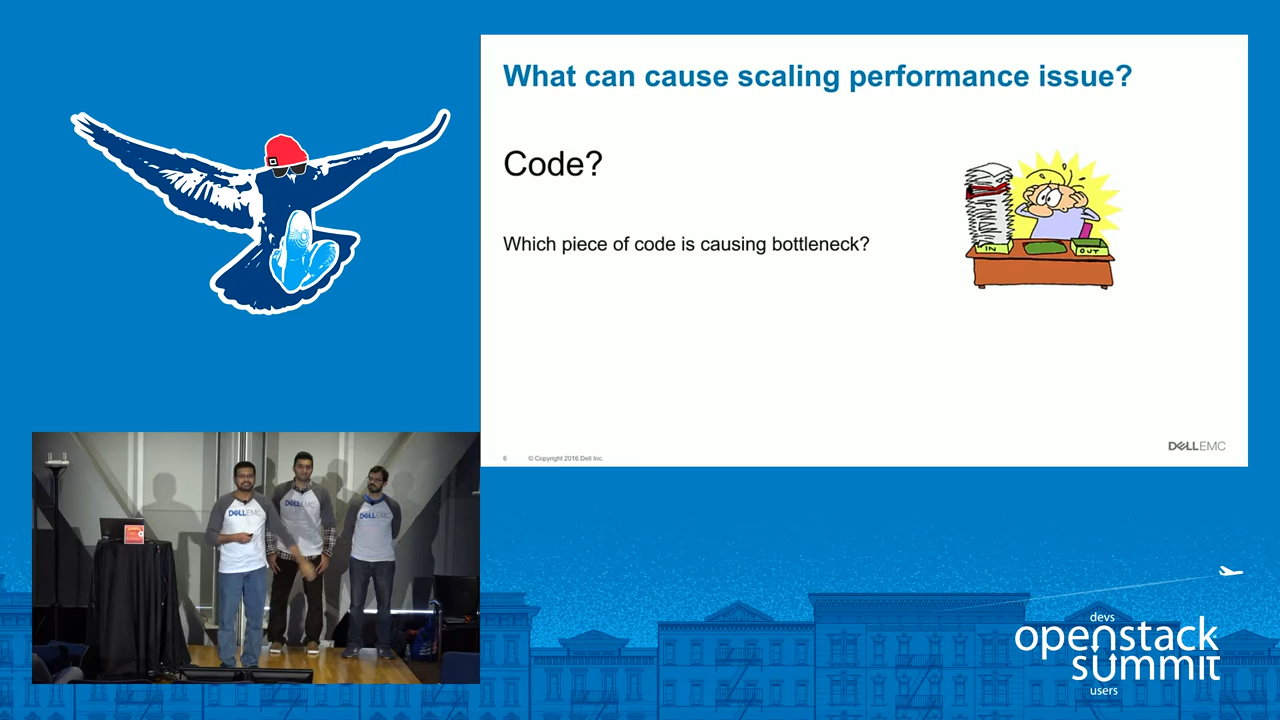 What can cause scaling performance issue?
Code?
Which piece of code is causing bottleneck?
IN
OUT
DELLEMC
6 © Copyright 2016 Dell Inc.
DELLEMC
DELLEMC
DELLEMC
devs
openstack
summit
users